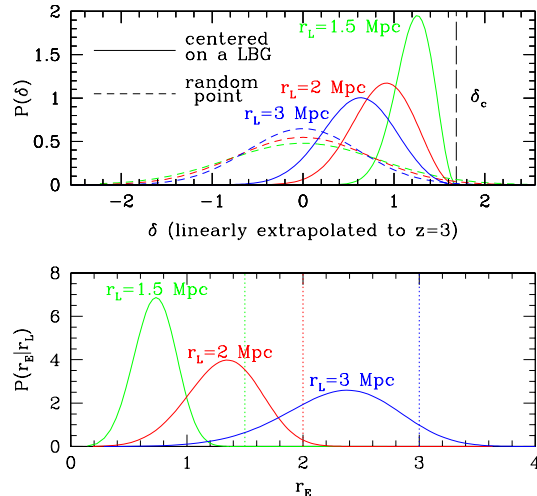 2
1.5
1
0.5
0
P(δ)
centered
on a LBG
random
point
r_L=1.5 Mpc
r_L=2 Mpc
r_L=3 Mpc
δ_c
-2 -1 0 1 2
δ (linearly extrapolated to z=3)
8
6
4
2
0
P(r_E|r_L)
r_L=1.5 Mpc
r_L=2 Mpc
r_L=3 Mpc
0 1 2 3 4
r_E